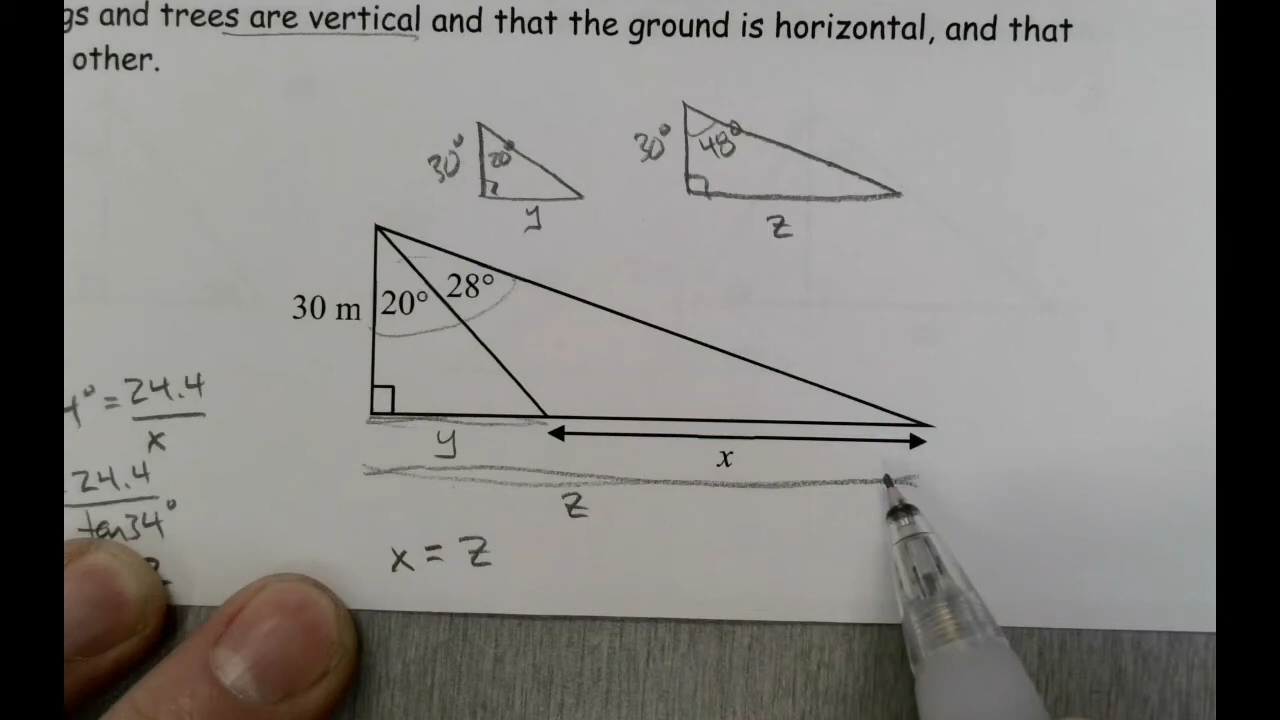 and trees are vertical and that the ground is horizontal, and that
other.
30° 20° y
30° 48° z
30 m 20° 28°
y x
z
4° = 24.4 / x
24.4 / tan34°
x = z